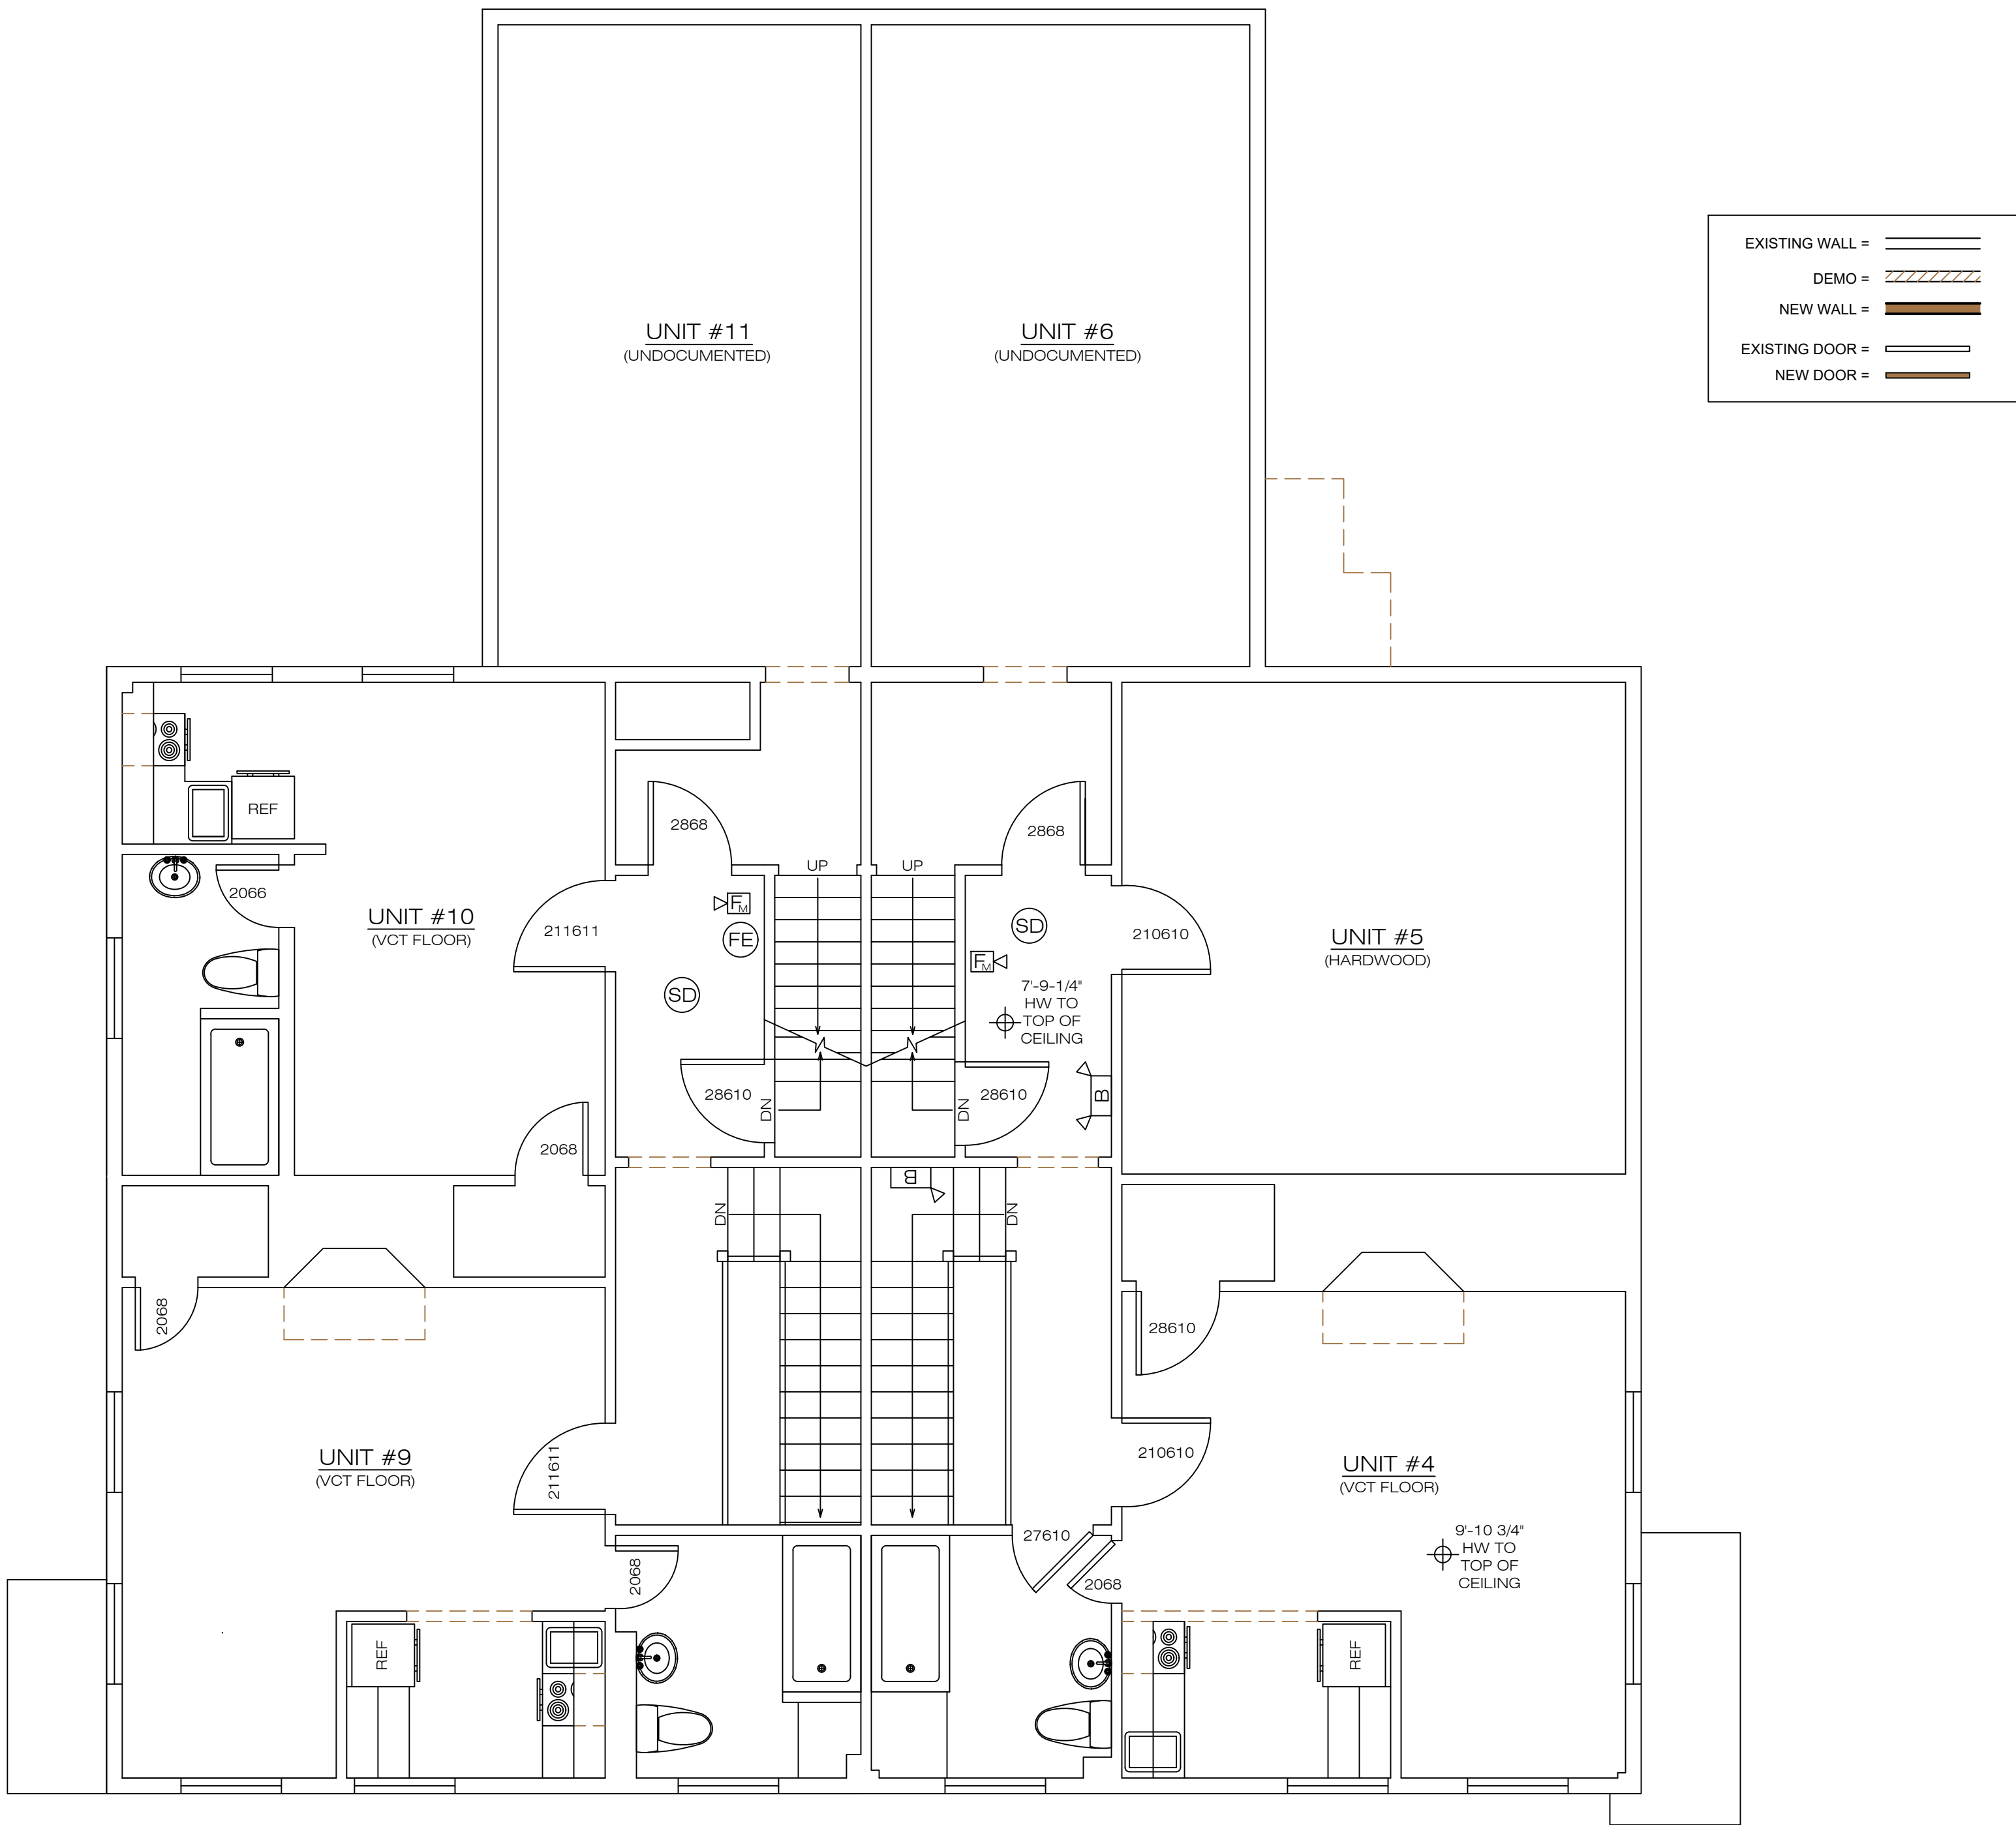 UNIT #11
(UNDOCUMENTED)
UNIT #6
(UNDOCUMENTED)
EXISTING WALL =
DEMO =
NEW WALL =
EXISTING DOOR =
NEW DOOR =
REF
2868
2868
UP
UP
2066
UNIT #10
(VCT FLOOR)
211611
FM
FE
SD
SD
FM
210610
UNIT #5
(HARDWOOD)
7'-9-1/4"
HW TO
TOP OF
CEILING
28610
DN
DN
28610
B
2068
B
DN
DN
2068
28610
UNIT #9
(VCT FLOOR)
211611
210610
UNIT #4
(VCT FLOOR)
9'-10 3/4"
HW TO
TOP OF
CEILING
27610
2068
2068
REF
REF